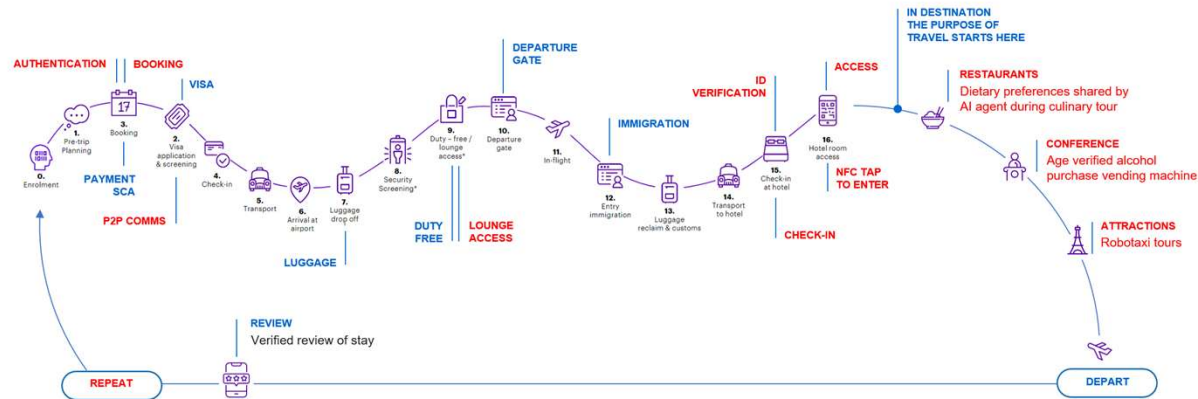 IN DESTINATION
THE PURPOSE OF
TRAVEL STARTS HERE
DEPARTURE
GATE
AUTHENTICATION
BOOKING
VISA
ID
VERIFICATION
ACCESS
RESTAURANTS
Dietary preferences shared by
AI agent during culinary tour
IMMIGRATION
CONFERENCE
Age verified alcohol
purchase vending machine
ATTRACTIONS
Robotaxi tours
0.
Enrolment
1.
Pre-trip
Planning
17
3.
Booking
2.
Visa
application
& screening
4.
Check-in
5.
Transport
6.
Arrival at
airport
7.
Luggage
drop off
8.
Security
Screening*
9.
Duty – free /
lounge
access*
10.
Departure
gate
11.
In-flight
12.
Entry
immigration
13.
Luggage
reclaim & customs
14.
Transport
to hotel
15.
Check-in
at hotel
16.
Hotel room
access
PAYMENT
SCA
P2P COMMS
LUGGAGE
DUTY
FREE
LOUNGE
ACCESS
NFC TAP
TO ENTER
CHECK-IN
REVIEW
Verified review of stay
REPEAT
DEPART